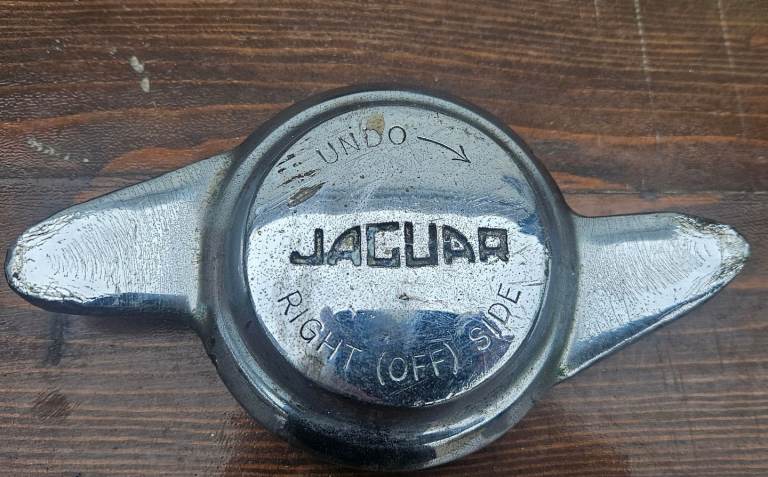 UNDO →
JAGUAR
RIGHT (OFF) SIDE